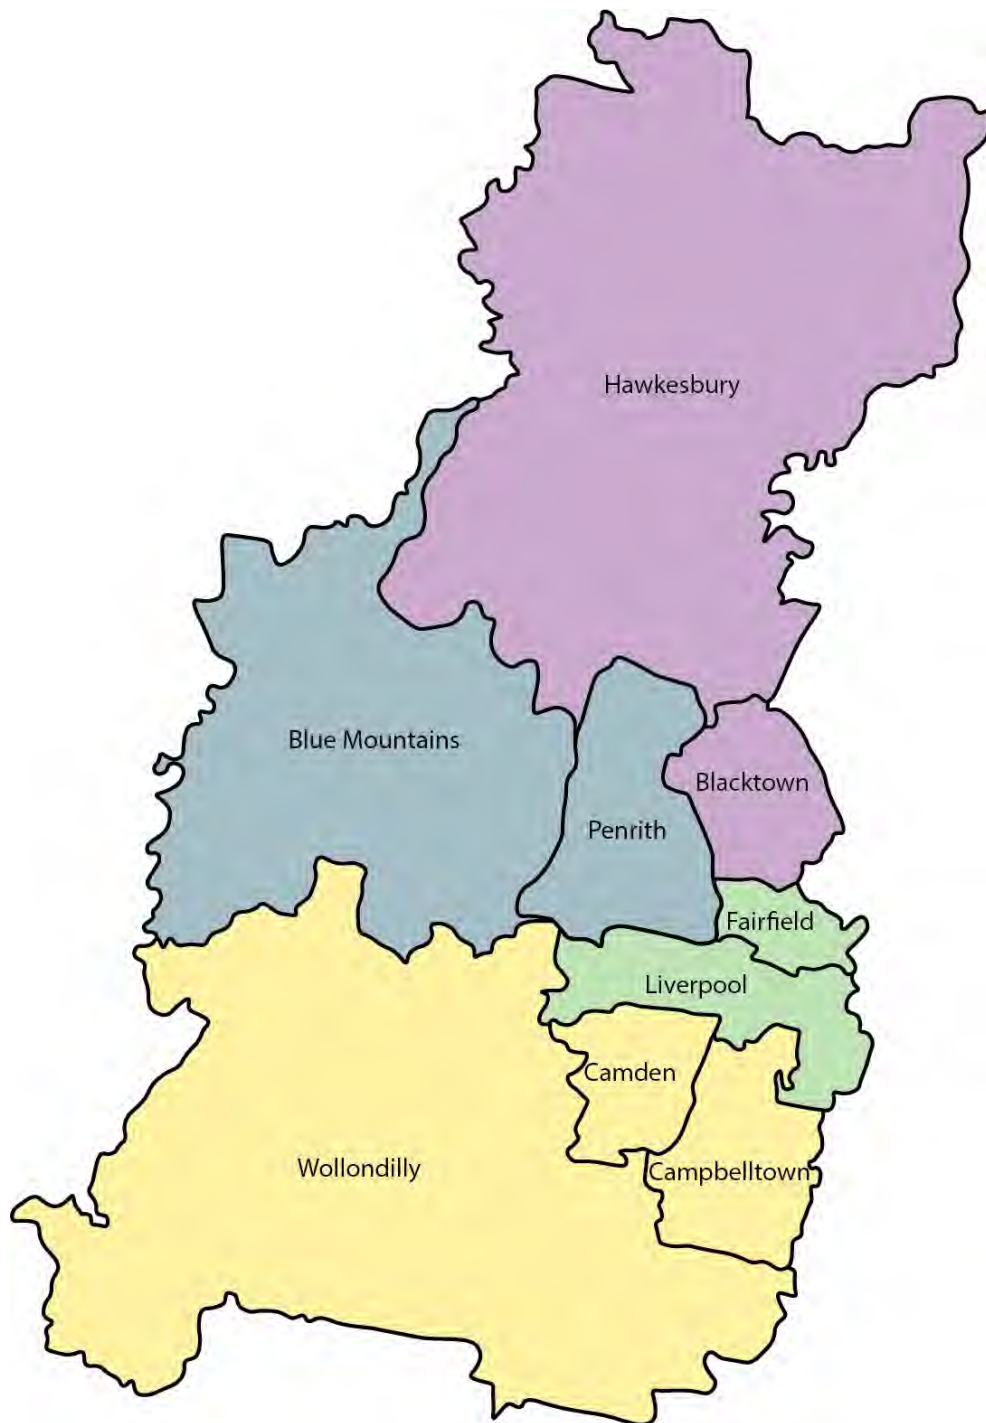 Hawkesbury
Blue Mountains
Blacktown
Penrith
Fairfield
Liverpool
Camden
Wollondilly
Campbelltown